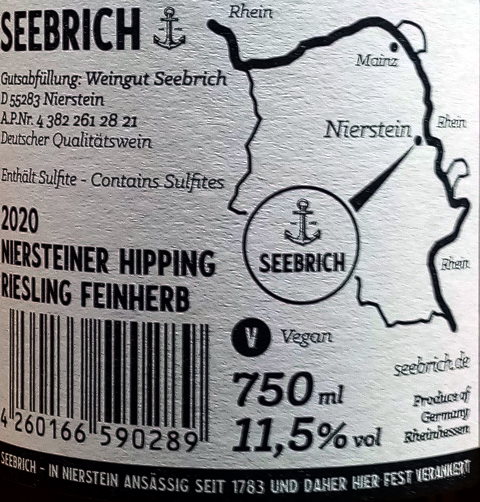 SEEBRICH
Gutsabfüllung: Weingut Seebrich
D 55283 Nierstein
A.P.Nr. 4 382 261 28 21
Deutscher Qualitätswein
Enthält Sulfite - Contains Sulfites
2020
NIERSTEINER HIPPING
RIESLING FEINHERB
4 260166 590289
Rhein
Mainz
Rhein
Nierstein
SEEBRICH
Rhein
V Vegan
750 ml
11,5% vol
seebrich.de
Produce of
Germany
Rheinhessen
SEEBRICH - IN NIERSTEIN ANSÄSSIG SEIT 1783 UND DAHER HIER FEST VERANKERT